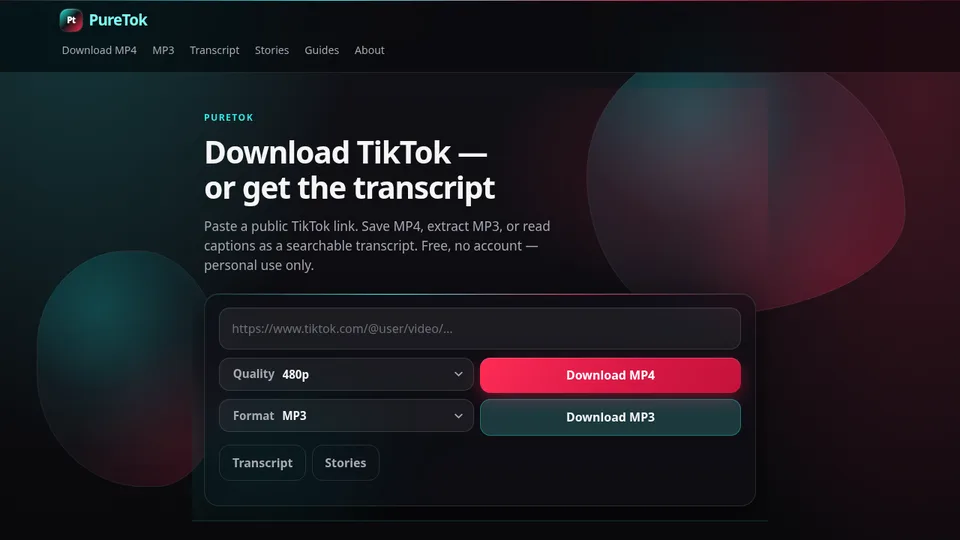 Pt PureTok
Download MP4 MP3 Transcript Stories Guides About
PURETOK
Download TikTok —
or get the transcript
Paste a public TikTok link. Save MP4, extract MP3, or read
captions as a searchable transcript. Free, no account —
personal use only.
https://www.tiktok.com/@user/video/...
Quality 480p
Download MP4
Format MP3
Download MP3
Transcript Stories